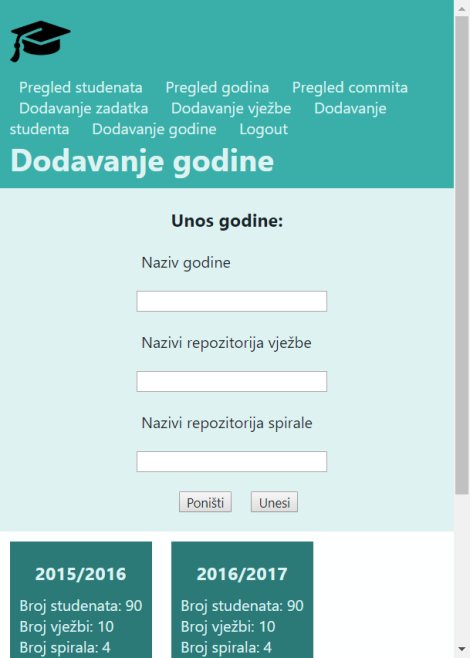 Pregled studenata Pregled godina Pregled commita
Dodavanje zadatka Dodavanje vježbe Dodavanje
studenta Dodavanje godine Logout
Dodavanje godine
Unos godine:
Naziv godine
Nazivi repozitorija vježbe
Nazivi repozitorija spirale
Poništi Unesi
2015/2016 2016/2017
Broj studenata: 90 Broj studenata: 90
Broj vježbi: 10 Broj vježbi: 10
Broj spirala: 4 Broj spirala: 4